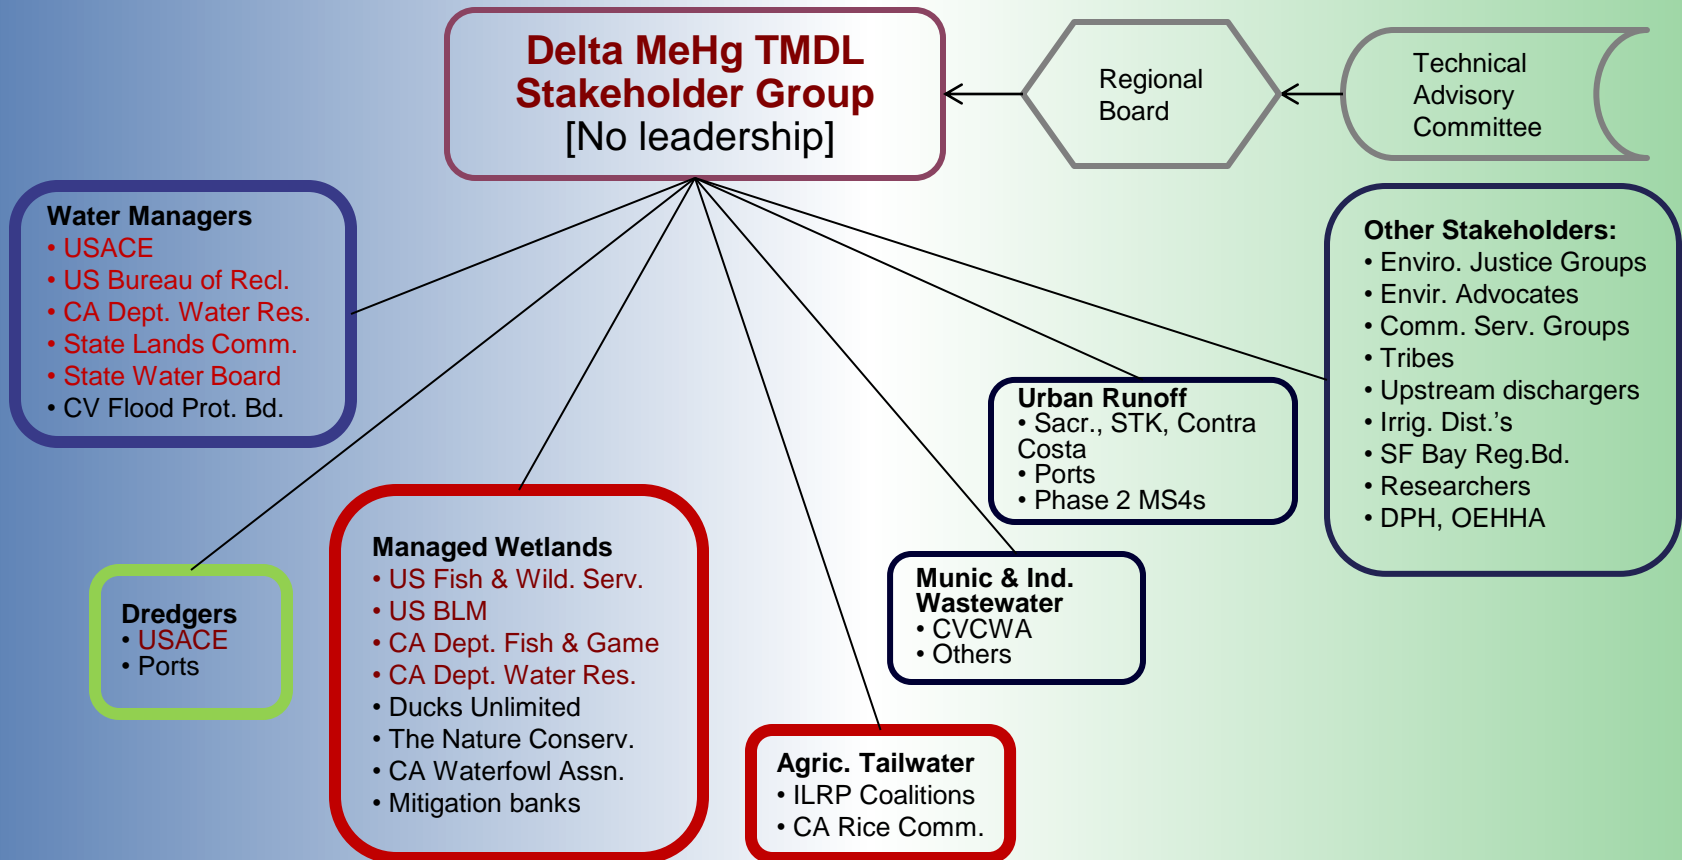 Delta MeHg TMDL
Stakeholder Group
[No leadership]
Regional
Board
Technical
Advisory
Committee
Water Managers
• USACE
• US Bureau of Recl.
• CA Dept. Water Res.
• State Lands Comm.
• State Water Board
• CV Flood Prot. Bd.
Other Stakeholders:
• Enviro. Justice Groups
• Envir. Advocates
• Comm. Serv. Groups
• Tribes
• Upstream dischargers
• Irrig. Dist.'s
• SF Bay Reg.Bd.
• Researchers
• DPH, OEHHA
Urban Runoff
• Sacr., STK, Contra
Costa
• Ports
• Phase 2 MS4s
Dredgers
• USACE
• Ports
Managed Wetlands
• US Fish & Wild. Serv.
• US BLM
• CA Dept. Fish & Game
• CA Dept. Water Res.
• Ducks Unlimited
• The Nature Conserv.
• CA Waterfowl Assn.
• Mitigation banks
Munic & Ind.
Wastewater
• CVCWA
• Others
Agric. Tailwater
• ILRP Coalitions
• CA Rice Comm.